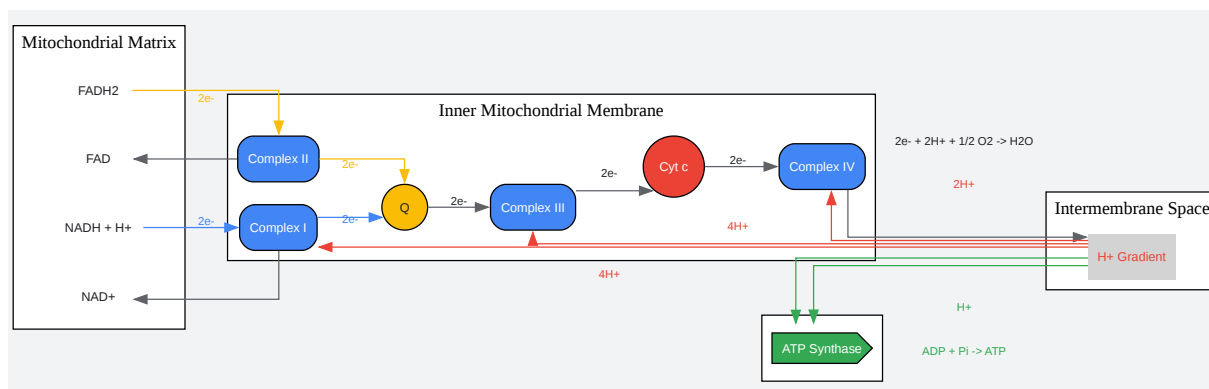 Mitochondrial Matrix
FADH2
2e-
Inner Mitochondrial Membrane
FAD
Complex II
2e-
Cyt c
2e-
Complex IV
2e- + 2H+ + 1/2 O2 -> H2O
2e-
2H+
NADH + H+
2e-
Complex I
2e-
Q
2e-
Complex III
4H+
Intermembrane Space
H+ Gradient
4H+
NAD+
H+
ATP Synthase
ADP + Pi -> ATP